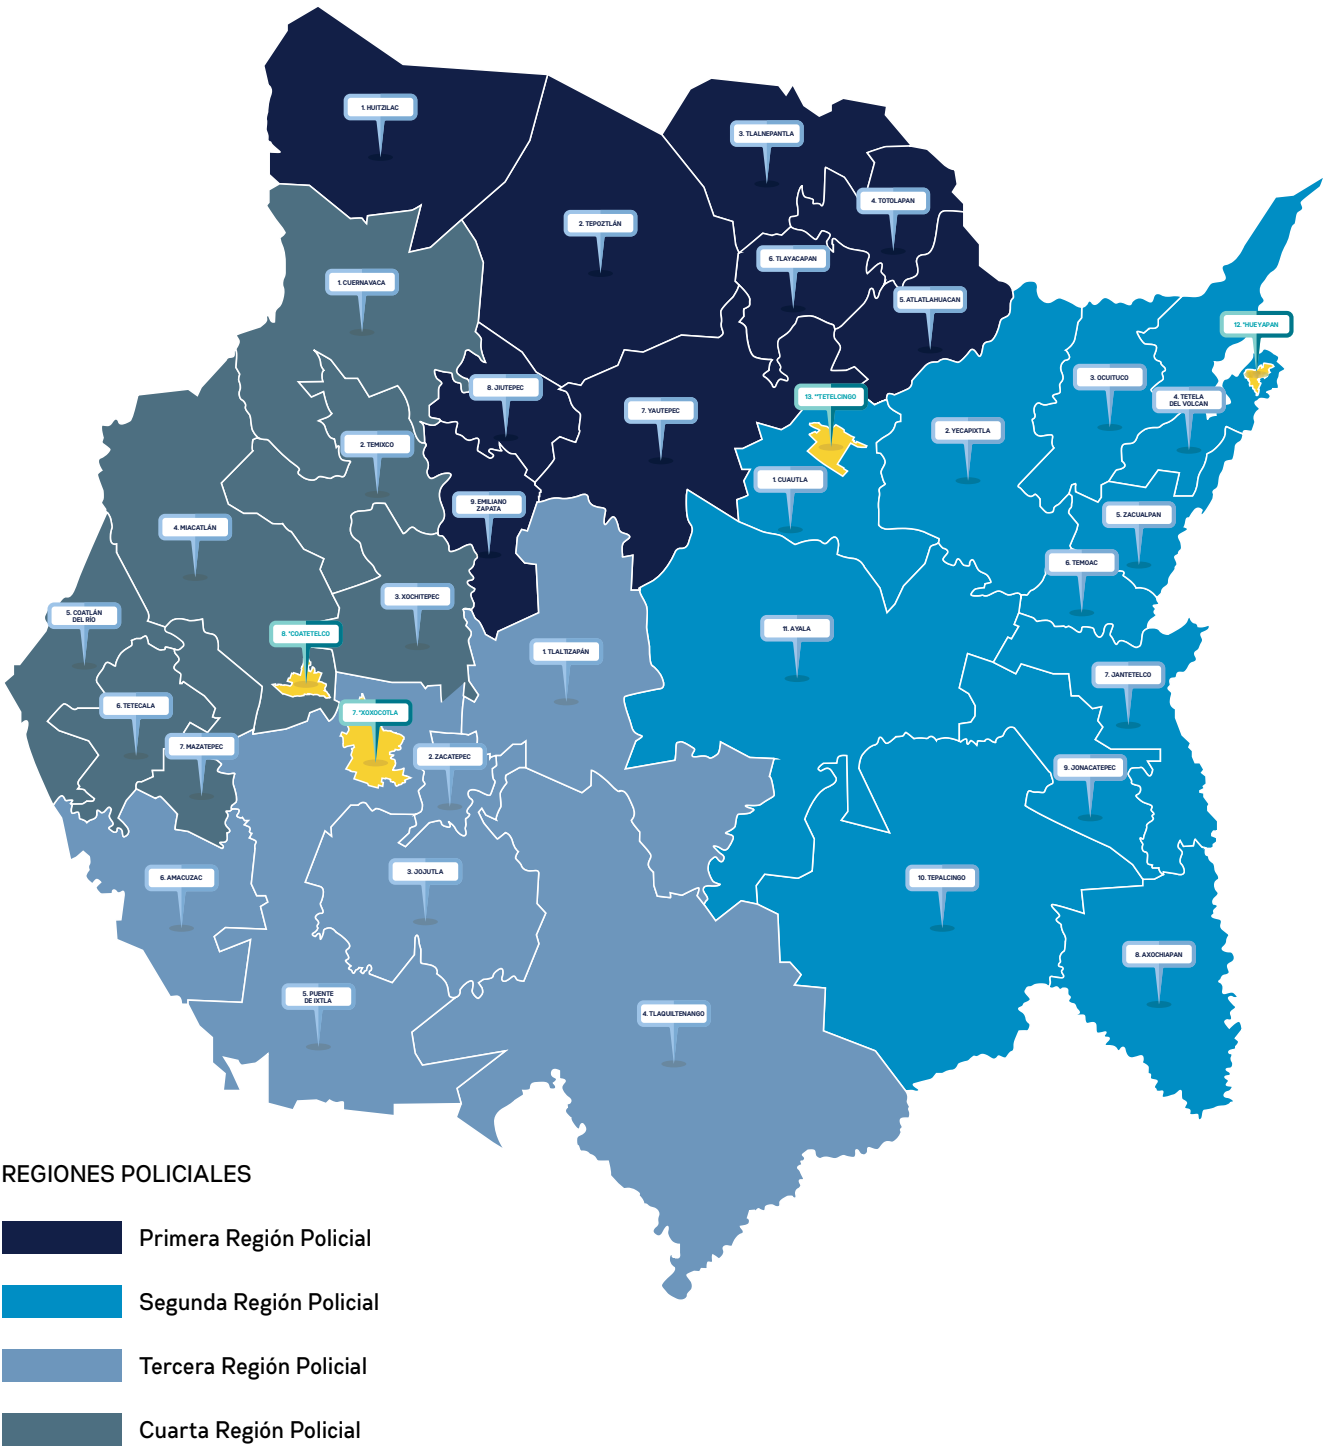 1. HUITZILAC
3. TLALNEPANTLA
4. TOTOLAPAN
2. TEPOZTLÁN
6. TLAYACAPAN
1. CUERNAVACA
5. ATLATLAHUACAN
12. *HUEYAPAN
3. OCUITUCO
8. JIUTEPEC
13. **TETELCINGO
4. TETELA
DEL VOLCAN
7. YAUTEPEC
2. YECAPIXTLA
2. TEMIXCO
1. CUAUTLA
9. EMILIANO
ZAPATA
5. ZACUALPAN
4. MIACATLÁN
6. TEMOAC
3. XOCHITEPEC
5. COATLÁN
DEL RÍO
11. AYALA
8. *COATETELCO
1. TLALTIZAPÁN
7. JANTETELCO
6. TETECALA
7. *XOXOCOTLA
7. MAZATEPEC
2. ZACATEPEC
9. JONACATEPEC
3. JOJUTLA
6. AMACUZAC
10. TEPALCINGO
8. AXOCHIAPAN
5. PUENTE
DE IXTLA
4. TLAQUILTENANGO
REGIONES POLICIALES
Primera Región Policial
Segunda Región Policial
Tercera Región Policial
Cuarta Región Policial